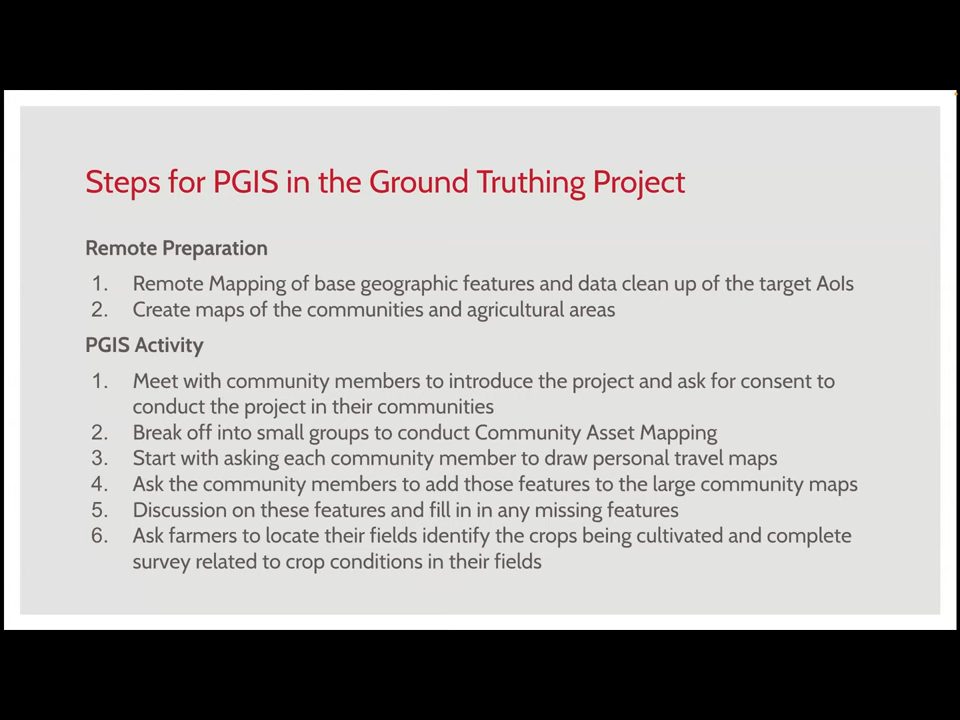 Steps for PGIS in the Ground Truthing Project
Remote Preparation
1. Remote Mapping of base geographic features and data clean up of the target AoIs
2. Create maps of the communities and agricultural areas
PGIS Activity
1. Meet with community members to introduce the project and ask for consent to
conduct the project in their communities
2. Break off into small groups to conduct Community Asset Mapping
3. Start with asking each community member to draw personal travel maps
4. Ask the community members to add those features to the large community maps
5. Discussion on these features and fill in in any missing features
6. Ask farmers to locate their fields identify the crops being cultivated and complete
survey related to crop conditions in their fields